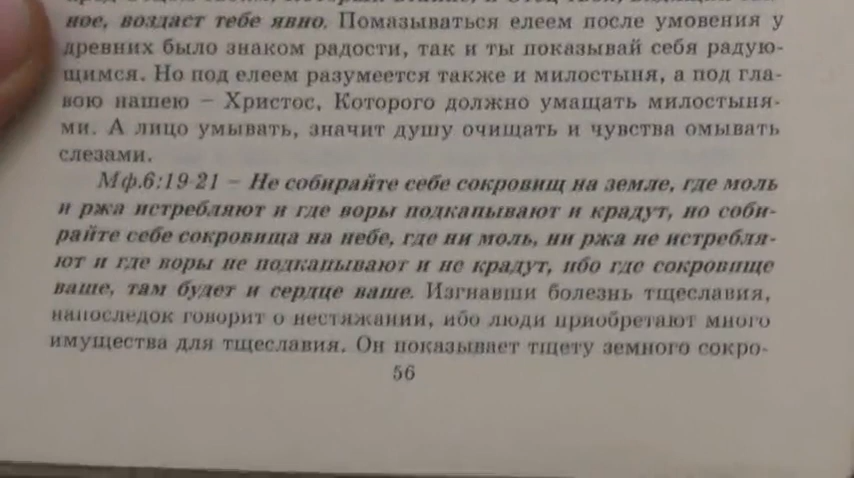 ное, воздаст тебе явно. Помазываться елеем после умовения у
древних было знаком радости, так и ты показывай себя радую-
щимся. Но под елеем разумеется также и милостыня, а под гла-
вою нашею – Христос, Которого должно умащать милостыня-
ми. А лицо умывать, значит душу очищать и чувства омывать
слезами.
Мф.6:19-21 – Не собирайте себе сокровищ на земле, где моль
и ржа истребляют и где воры подкапывают и крадут, но соби-
райте себе сокровища на небе, где ни моль, ни ржа не истребля-
ют и где воры не подкапывают и не крадут, ибо где сокровище
ваше, там будет и сердце ваше. Изгнавши болезнь тщеславия,
напоследок говорит о нестяжании, ибо люди приобретают много
имущества для тщеславия. Он показывает тщету земного сокро-
56